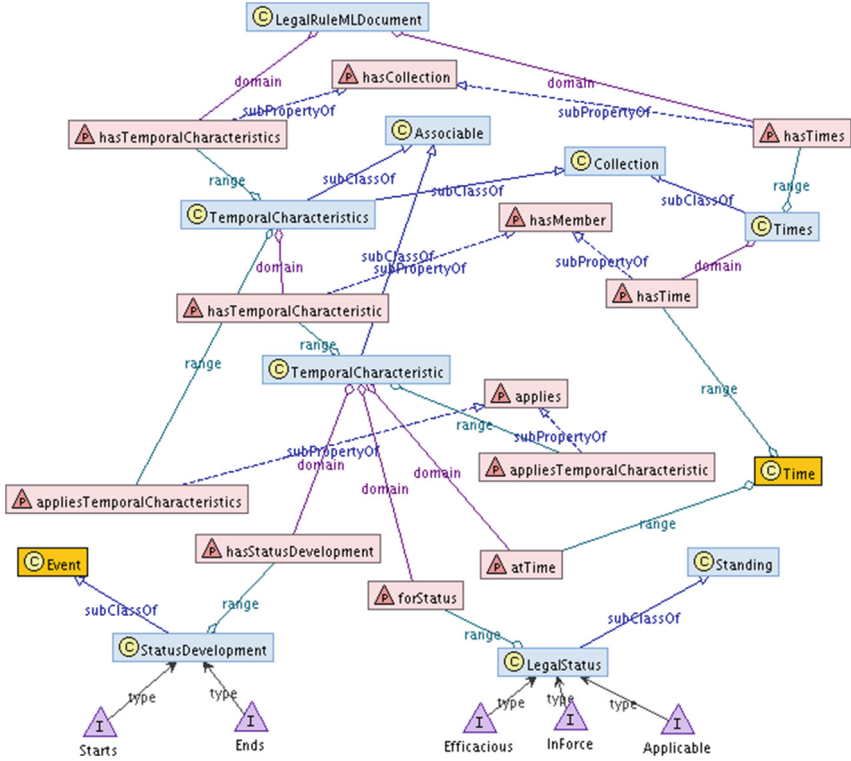 C LegalRuleMLDocument
domain
domain
P hasCollection
subPropertyOf
subPropertyOf
P hasTemporalCharacteristics
C Associable
P hasTimes
range
subClassOf
C Collection
subClassOf
range
subClassOf
C TemporalCharacteristics
P hasMember
C Times
domain
subClassOf
subPropertyOf
subPropertyOf
domain
P hasTemporalCharacteristic
P hasTime
range
range
C TemporalCharacteristic
range
P applies
range
subPropertyOf
subPropertyOf
domain
domain
domain
P appliesTemporalCharacteristic
C Time
P appliesTemporalCharacteristics
range
P hasStatusDevelopment
C Event
P atTime
C Standing
P forStatus
subClassOf
range
range
subClassOf
C StatusDevelopment
C LegalStatus
type
type
type
type
type
I
I
I
I
I
Starts
Ends
Efficacious
InForce
Applicable